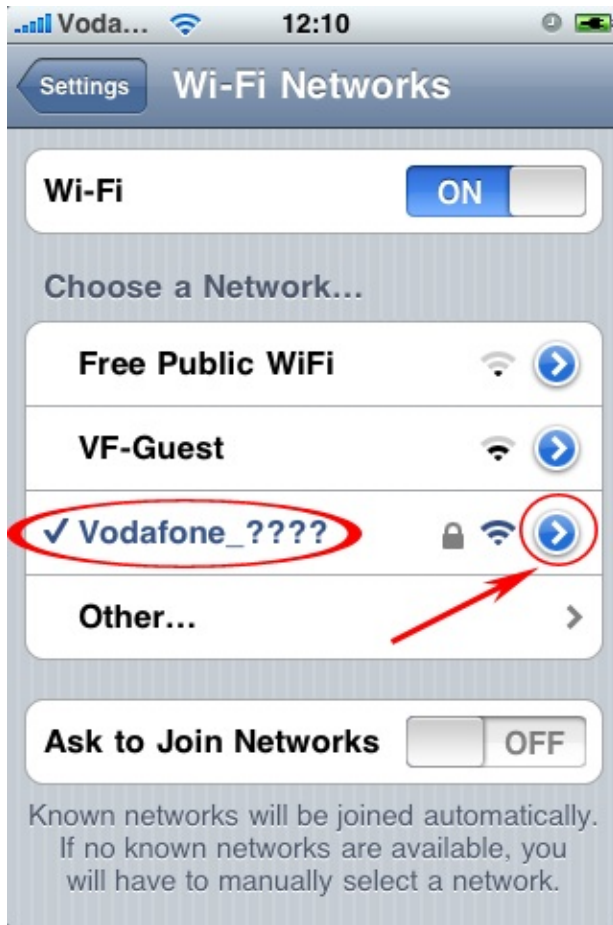 Voda... 12:10
Settings Wi-Fi Networks
Wi-Fi ON
Choose a Network...
Free Public WiFi
VF-Guest
✓ Vodafone_????
Other...
Ask to Join Networks OFF
Known networks will be joined automatically.
If no known networks are available, you
will have to manually select a network.